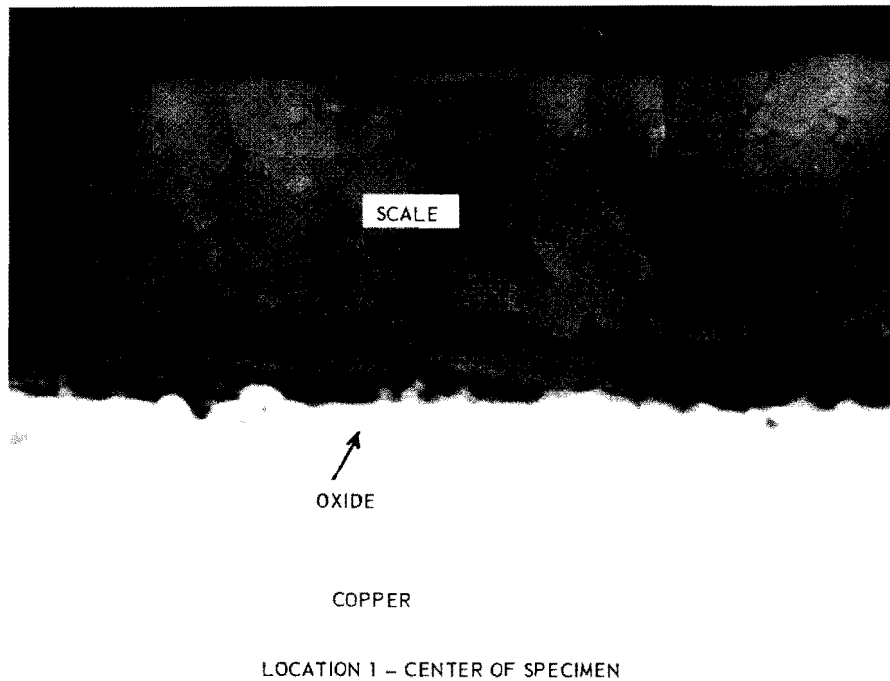 SCALE
OXIDE
COPPER
LOCATION 1 – CENTER OF SPECIMEN